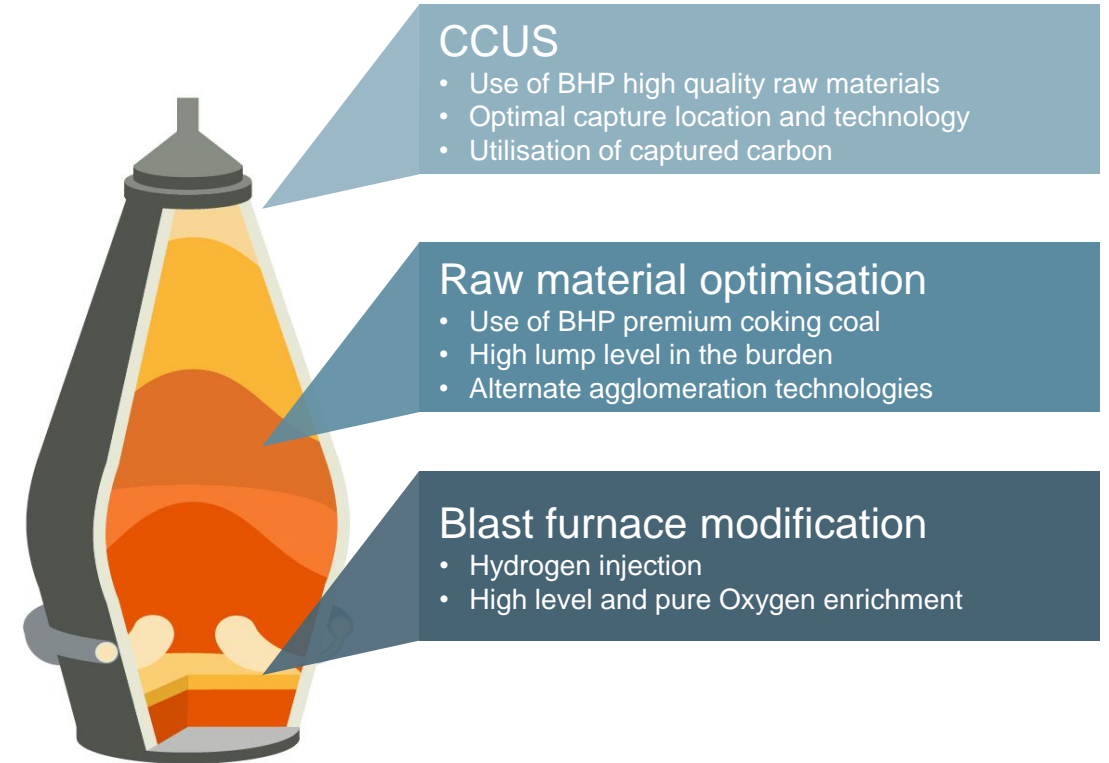 CCUS
• Use of BHP high quality raw materials
• Optimal capture location and technology
• Utilisation of captured carbon
Raw material optimisation
• Use of BHP premium coking coal
• High lump level in the burden
• Alternate agglomeration technologies
Blast furnace modification
• Hydrogen injection
• High level and pure Oxygen enrichment